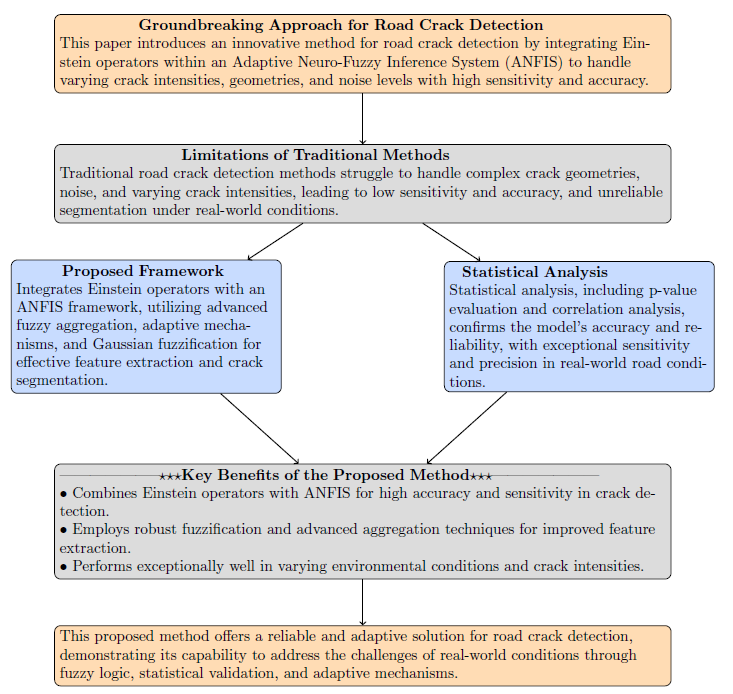 Groundbreaking Approach for Road Crack Detection
This paper introduces an innovative method for road crack detection by integrating Ein-
stein operators within an Adaptive Neuro-Fuzzy Inference System (ANFIS) to handle
varying crack intensities, geometries, and noise levels with high sensitivity and accuracy.
Limitations of Traditional Methods
Traditional road crack detection methods struggle to handle complex crack geometries,
noise, and varying crack intensities, leading to low sensitivity and accuracy, and unreliable
segmentation under real-world conditions.
Proposed Framework
Integrates Einstein operators with an
ANFIS framework, utilizing advanced
fuzzy aggregation, adaptive mecha-
nisms, and Gaussian fuzzification for
effective feature extraction and crack
segmentation.
Statistical Analysis
Statistical analysis, including p-value
evaluation and correlation analysis,
confirms the model's accuracy and re-
liability, with exceptional sensitivity
and precision in real-world road condi-
tions.
⋆⋆⋆Key Benefits of the Proposed Method⋆⋆⋆
• Combines Einstein operators with ANFIS for high accuracy and sensitivity in crack de-
tection.
• Employs robust fuzzification and advanced aggregation techniques for improved feature
extraction.
• Performs exceptionally well in varying environmental conditions and crack intensities.
This proposed method offers a reliable and adaptive solution for road crack detection,
demonstrating its capability to address the challenges of real-world conditions through
fuzzy logic, statistical validation, and adaptive mechanisms.